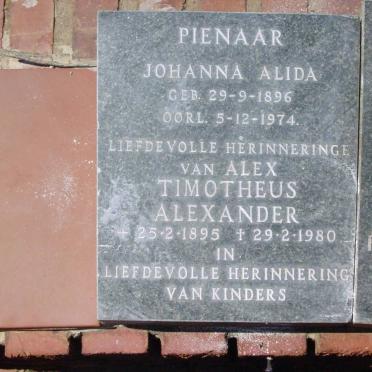 PIENAAR
JOHANNA ALIDA
GEB. 29-9-1896
OORL. 5-12-1974.
LIEFDEVOLLE HERINNERINGE
VAN ALEX
TIMOTHEUS
ALEXANDER
+ 25-2-1895 † 29-2-1980
IN
LIEFDEVOLLE HERINNERING
VAN KINDERS